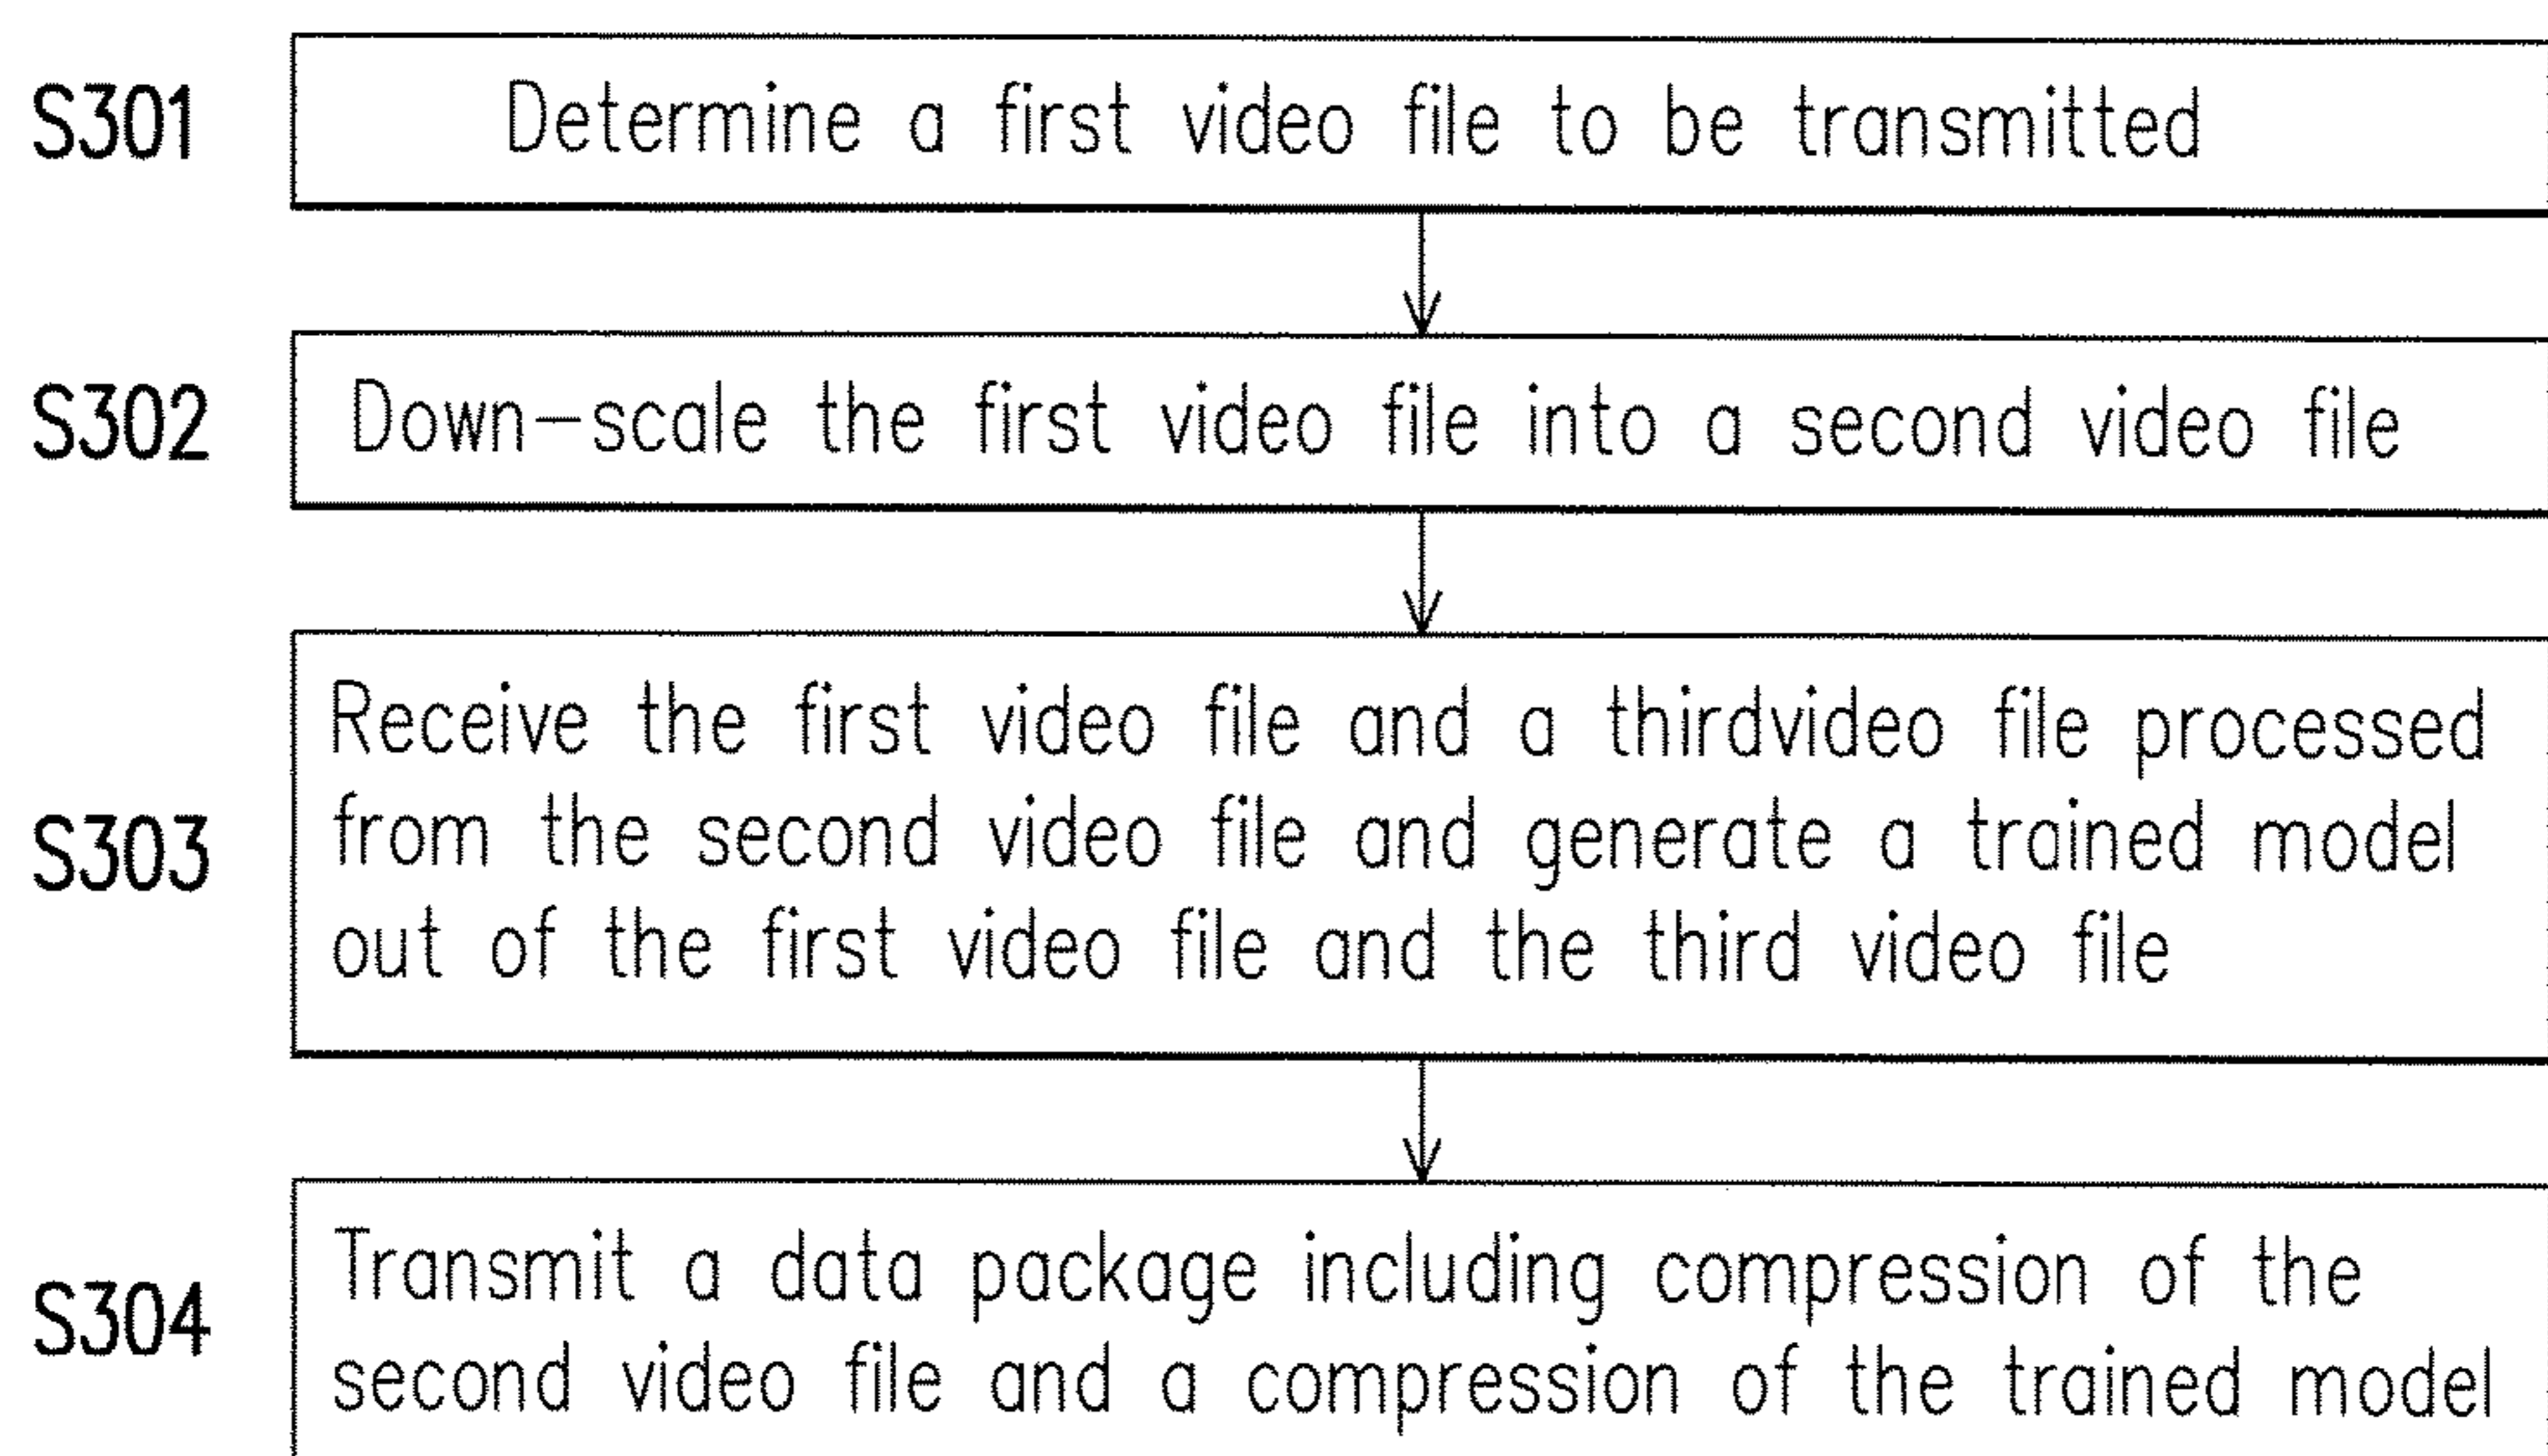 S301
Determine a first video file to be transmitted
S302
Down-scale the first video file into a second video file
S303
Receive the first video file and a thirdvideo file processed
from the second video file and generate a trained model
out of the first video file and the third video file
S304
Transmit a data package including compression of the
second video file and a compression of the trained model